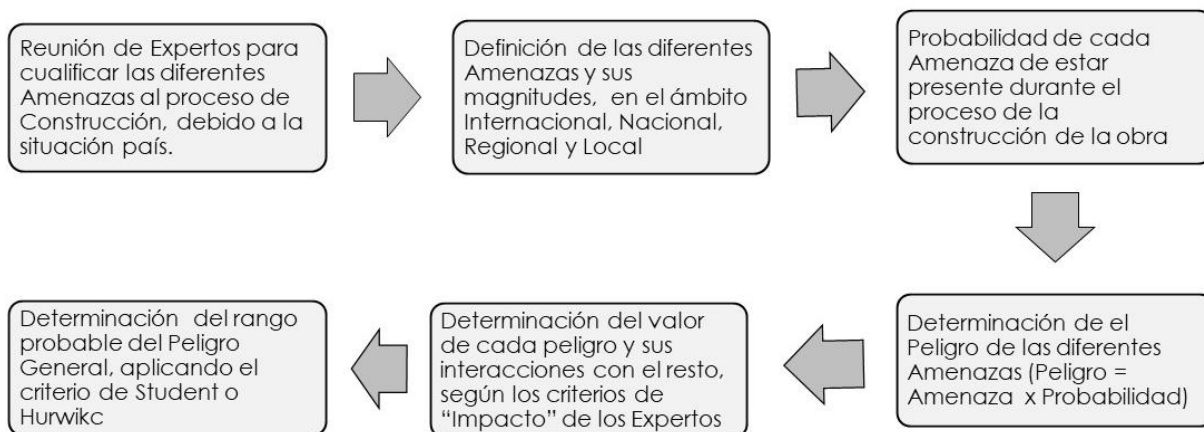 Reunión de Expertos para
cualificar las diferentes
Amenazas al proceso de
Construcción, debido a la
situación país.
Definición de las diferentes
Amenazas y sus
magnitudes, en el ámbito
Internacional, Nacional,
Regional y Local
Probabilidad de cada
Amenaza de estar
presente durante el
proceso de la
construcción de la obra
Determinación de el
Peligro de las diferentes
Amenazas (Peligro =
Amenaza x Probabilidad)
Determinación del valor
de cada peligro y sus
interacciones con el resto,
según los criterios de
“Impacto” de los Expertos
Determinación del rango
probable del Peligro
General, aplicando el
criterio de Student o
Hurwikc